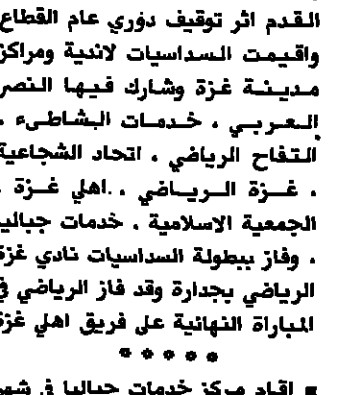 القدم اثر توقيف دوري عام القطاع
واقيمت السداسيات لاندية ومراكز
مدينة غزة وشارك فيها النصر
العربي ، خدمات الشاطىء ،
التفاح الرياضي ، اتحاد الشجاعية
، غزة الرياضي ، اهلي غزة ،
الجمعية الاسلامية ، خدمات جباليا
، وفاز ببطولة السداسيات نادي غزة
الرياضي بجدارة وقد فاز الرياضي في
المباراة النهائية على فريق اهلي غزة
* * * * *
■ اقاد مركز خدمات جباليا في شهر